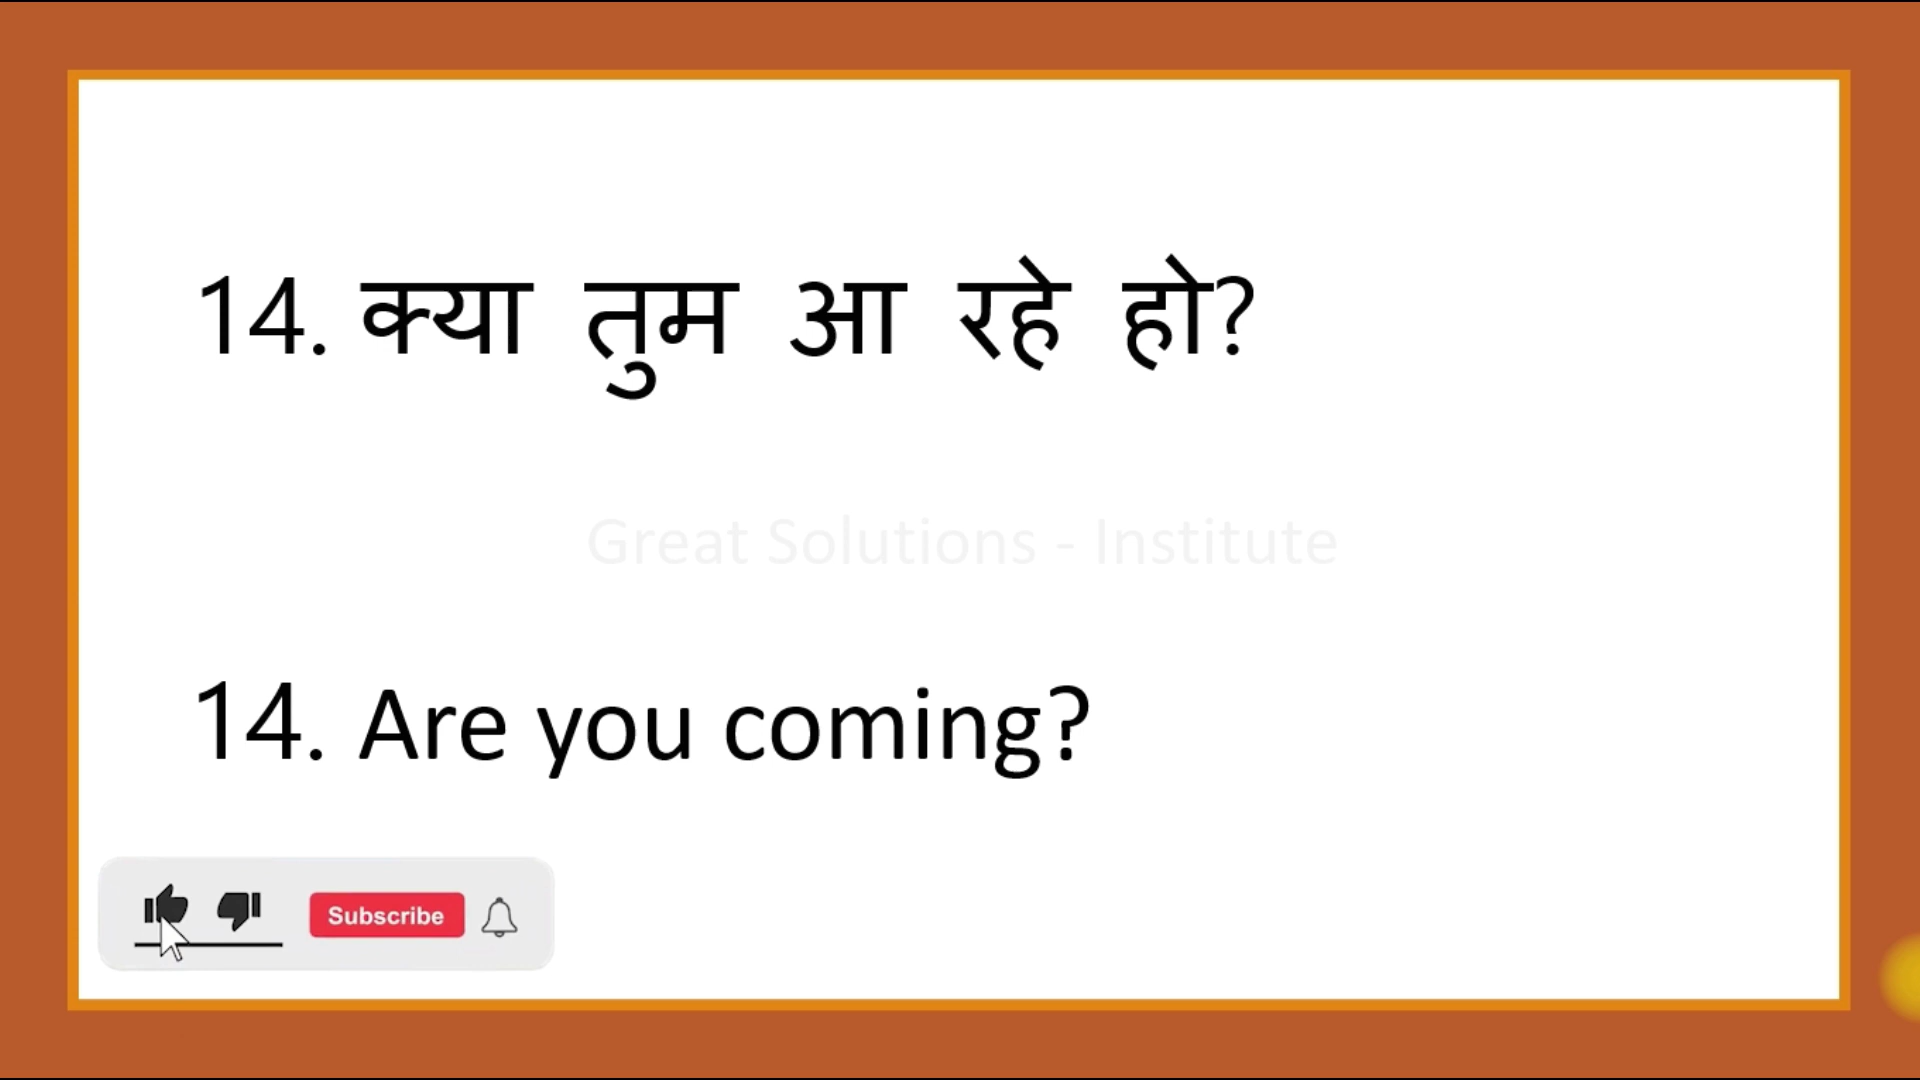 14. क्या तुम आ रहे हो?
Great Solutions - Institute
14. Are you coming?
Subscribe